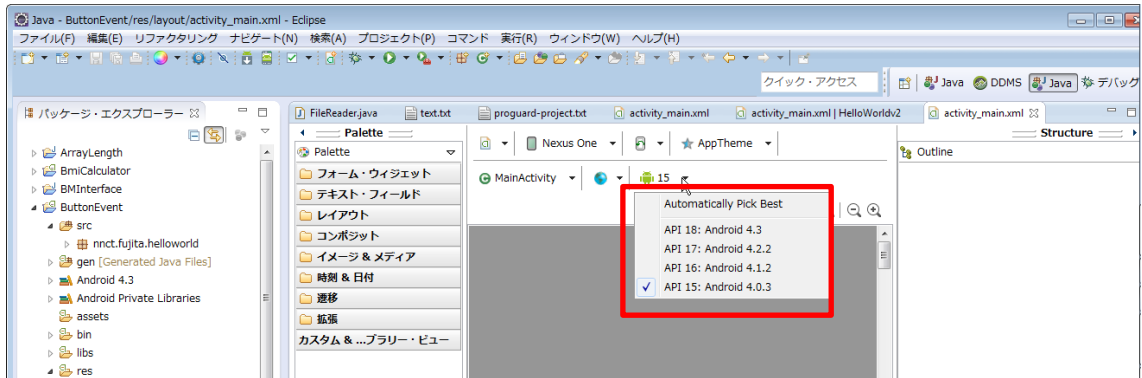 Java - ButtonEvent/res/layout/activity_main.xml - Eclipse
ファイル(F) 編集(E) リファクタリング ナビゲート(N) 検索(A) プロジェクト(P) コマンド 実行(R) ウィンドウ(W) ヘルプ(H)
クイック・アクセス Java DDMS Java デバッグ
パッケージ・エクスプローラー
ArrayLength
BmiCalculator
BMInterface
ButtonEvent
src
nnct.fujita.helloworld
gen [Generated Java Files]
Android 4.3
Android Private Libraries
assets
bin
libs
res
FileReader.java text.txt proguard-project.txt activity_main.xml activity_main.xml | HelloWorldv2 activity_main.xml
Palette
Palette
フォーム・ウィジェット
テキスト・フィールド
レイアウト
コンポジット
イメージ & メディア
時刻 & 日付
遷移
拡張
カスタム & ...ブラリー・ビュー
Nexus One AppTheme
MainActivity 15
Automatically Pick Best
API 18: Android 4.3
API 17: Android 4.2.2
API 16: Android 4.1.2
API 15: Android 4.0.3
Structure
Outline